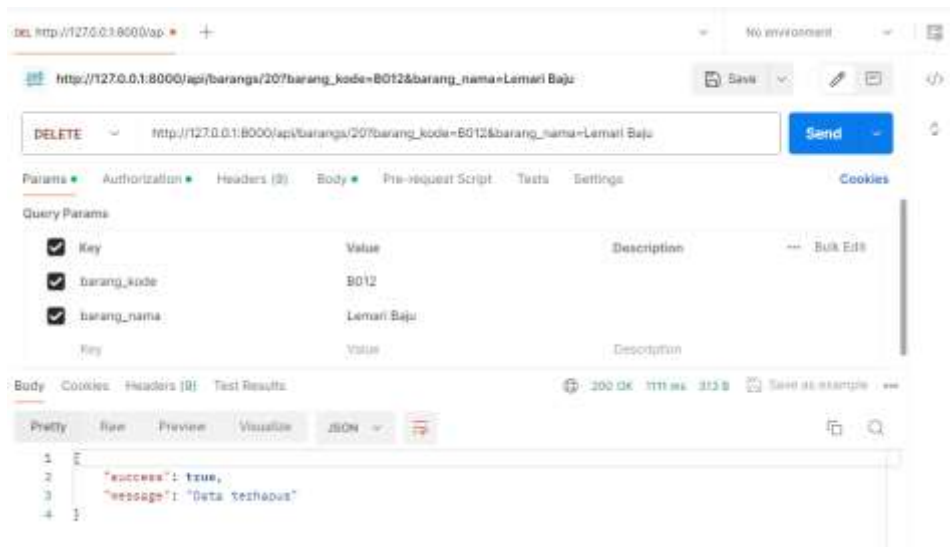 DEL http://127.0.0.1:8000/ap
No environment
http://127.0.0.1:8000/api/barangs/20?barang_kode=B012&barang_nama=Lemari Baju
Save
DELETE http://127.0.0.1:8000/api/barangs/20?barang_kode=B012&barang_nama=Lemari Baju Send
Params Authorization Headers (9) Body Pre-request Script Tests Settings Cookies
Query Params
Key Value Description Bulk Edit
barang_kode B012
barang_nama Lemari Baju
Key Value Description
Body Cookies Headers Test Results 200 OK 1111 ms 313 B Save as example
Pretty Raw Preview Visualize JSON
1 {
2 "success": true,
3 "message": "Data terhapus"
4 }